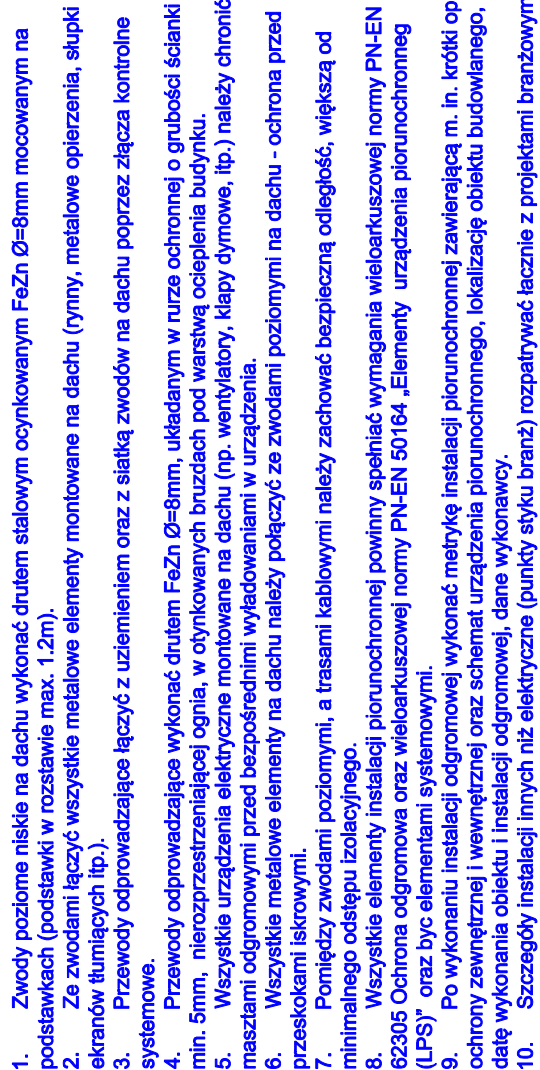 1. Zwody poziome niskie na dachu wykonać drutem stalowym ocynkowanym FeZn Ø=8mm mocowanym na
podstawkach (podstawki w rozstawie max. 1.2m).
2. Ze zwodami łączyć wszystkie metalowe elementy montowane na dachu (rynny, metalowe opierzenia, słupki
ekranów tłumiących itp.).
3. Przewody odprowadzające łączyć z uziemieniem oraz z siatką zwodów na dachu poprzez złącza kontrolne
systemowe.
4. Przewody odprowadzające wykonać drutem FeZn Ø=8mm, układanym w rurze ochronnej o grubości ścianki
min. 5mm, nierozprzestrzeniającej ognia, w otynkowanych bruzdach pod warstwą ocieplenia budynku.
5. Wszystkie urządzenia elektryczne montowane na dachu (np. wentylatory, klapy dymowe, itp.) należy chronić
masztami odgromowymi przed bezpośrednimi wyładowaniami w urządzenia.
6. Wszystkie metalowe elementy na dachu należy połączyć ze zwodami poziomymi na dachu - ochrona przed
przeskokami iskrowymi.
7. Pomiędzy zwodami poziomymi, a trasami kablowymi należy zachować bezpieczną odległość, większą od
minimalnego odstępu izolacyjnego.
8. Wszystkie elementy instalacji piorunochronnej powinny spełniać wymagania wieloarkuszowej normy PN-EN
62305 Ochrona odgromowa oraz wieloarkuszowej normy PN-EN 50164 „Elementy urządzenia piorunochronneg
(LPS)” oraz byc elementami systemowymi.
9. Po wykonaniu instalacji odgromowej wykonać metrykę instalacji piorunochronnej zawierającą m. in. krótki op
ochrony zewnętrznej i wewnętrznej oraz schemat urządzenia piorunochronnego, lokalizację obiektu budowlanego,
datę wykonania obiektu i instalacji odgromowej, dane wykonawcy.
10. Szczegóły instalacji innych niż elektryczne (punkty styku branż) rozpatrywać łacznie z projektami branżowym